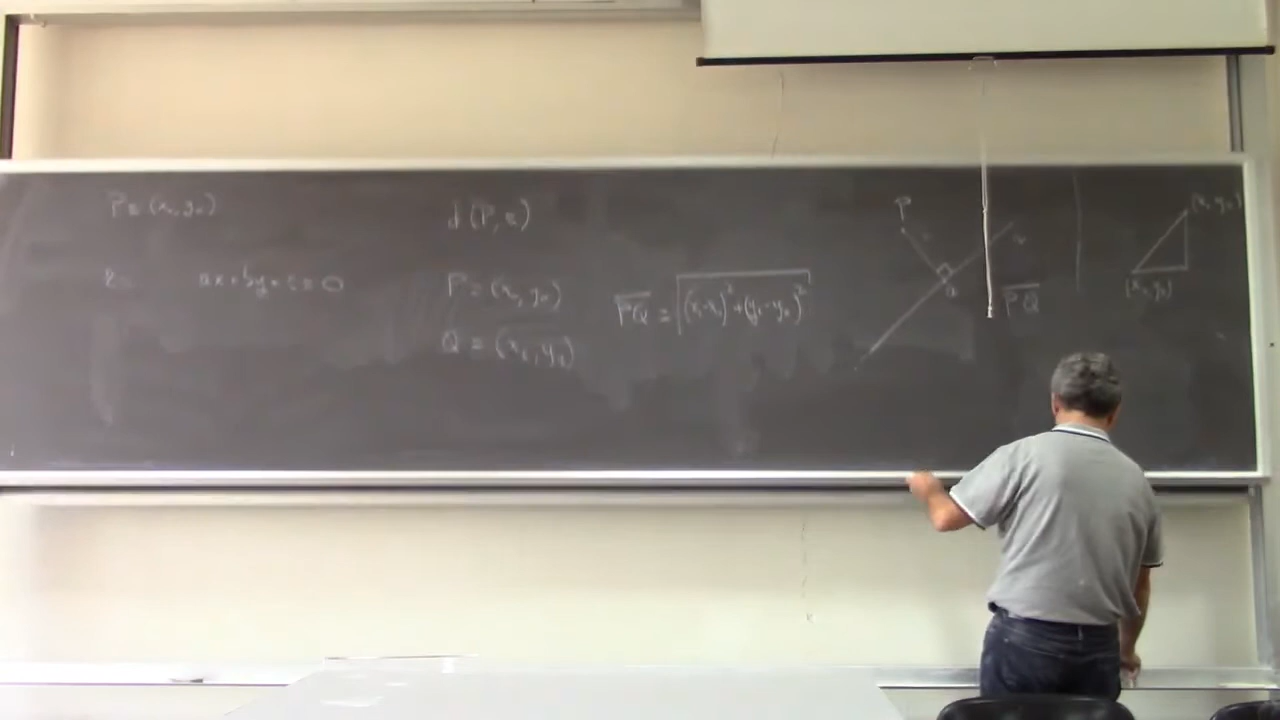 P ≡ (x₀, y₀)
r: ax + by + c = 0
d(P, r)
P ≡ (x₀, y₀)
Q ≡ (x₁, y₁)
PQ̅ = √((x₁-x₀)²+(y₁-y₀)²)
P
r
Q
P̅Q̅
(x₀, y₀)
(x₁, y₁)